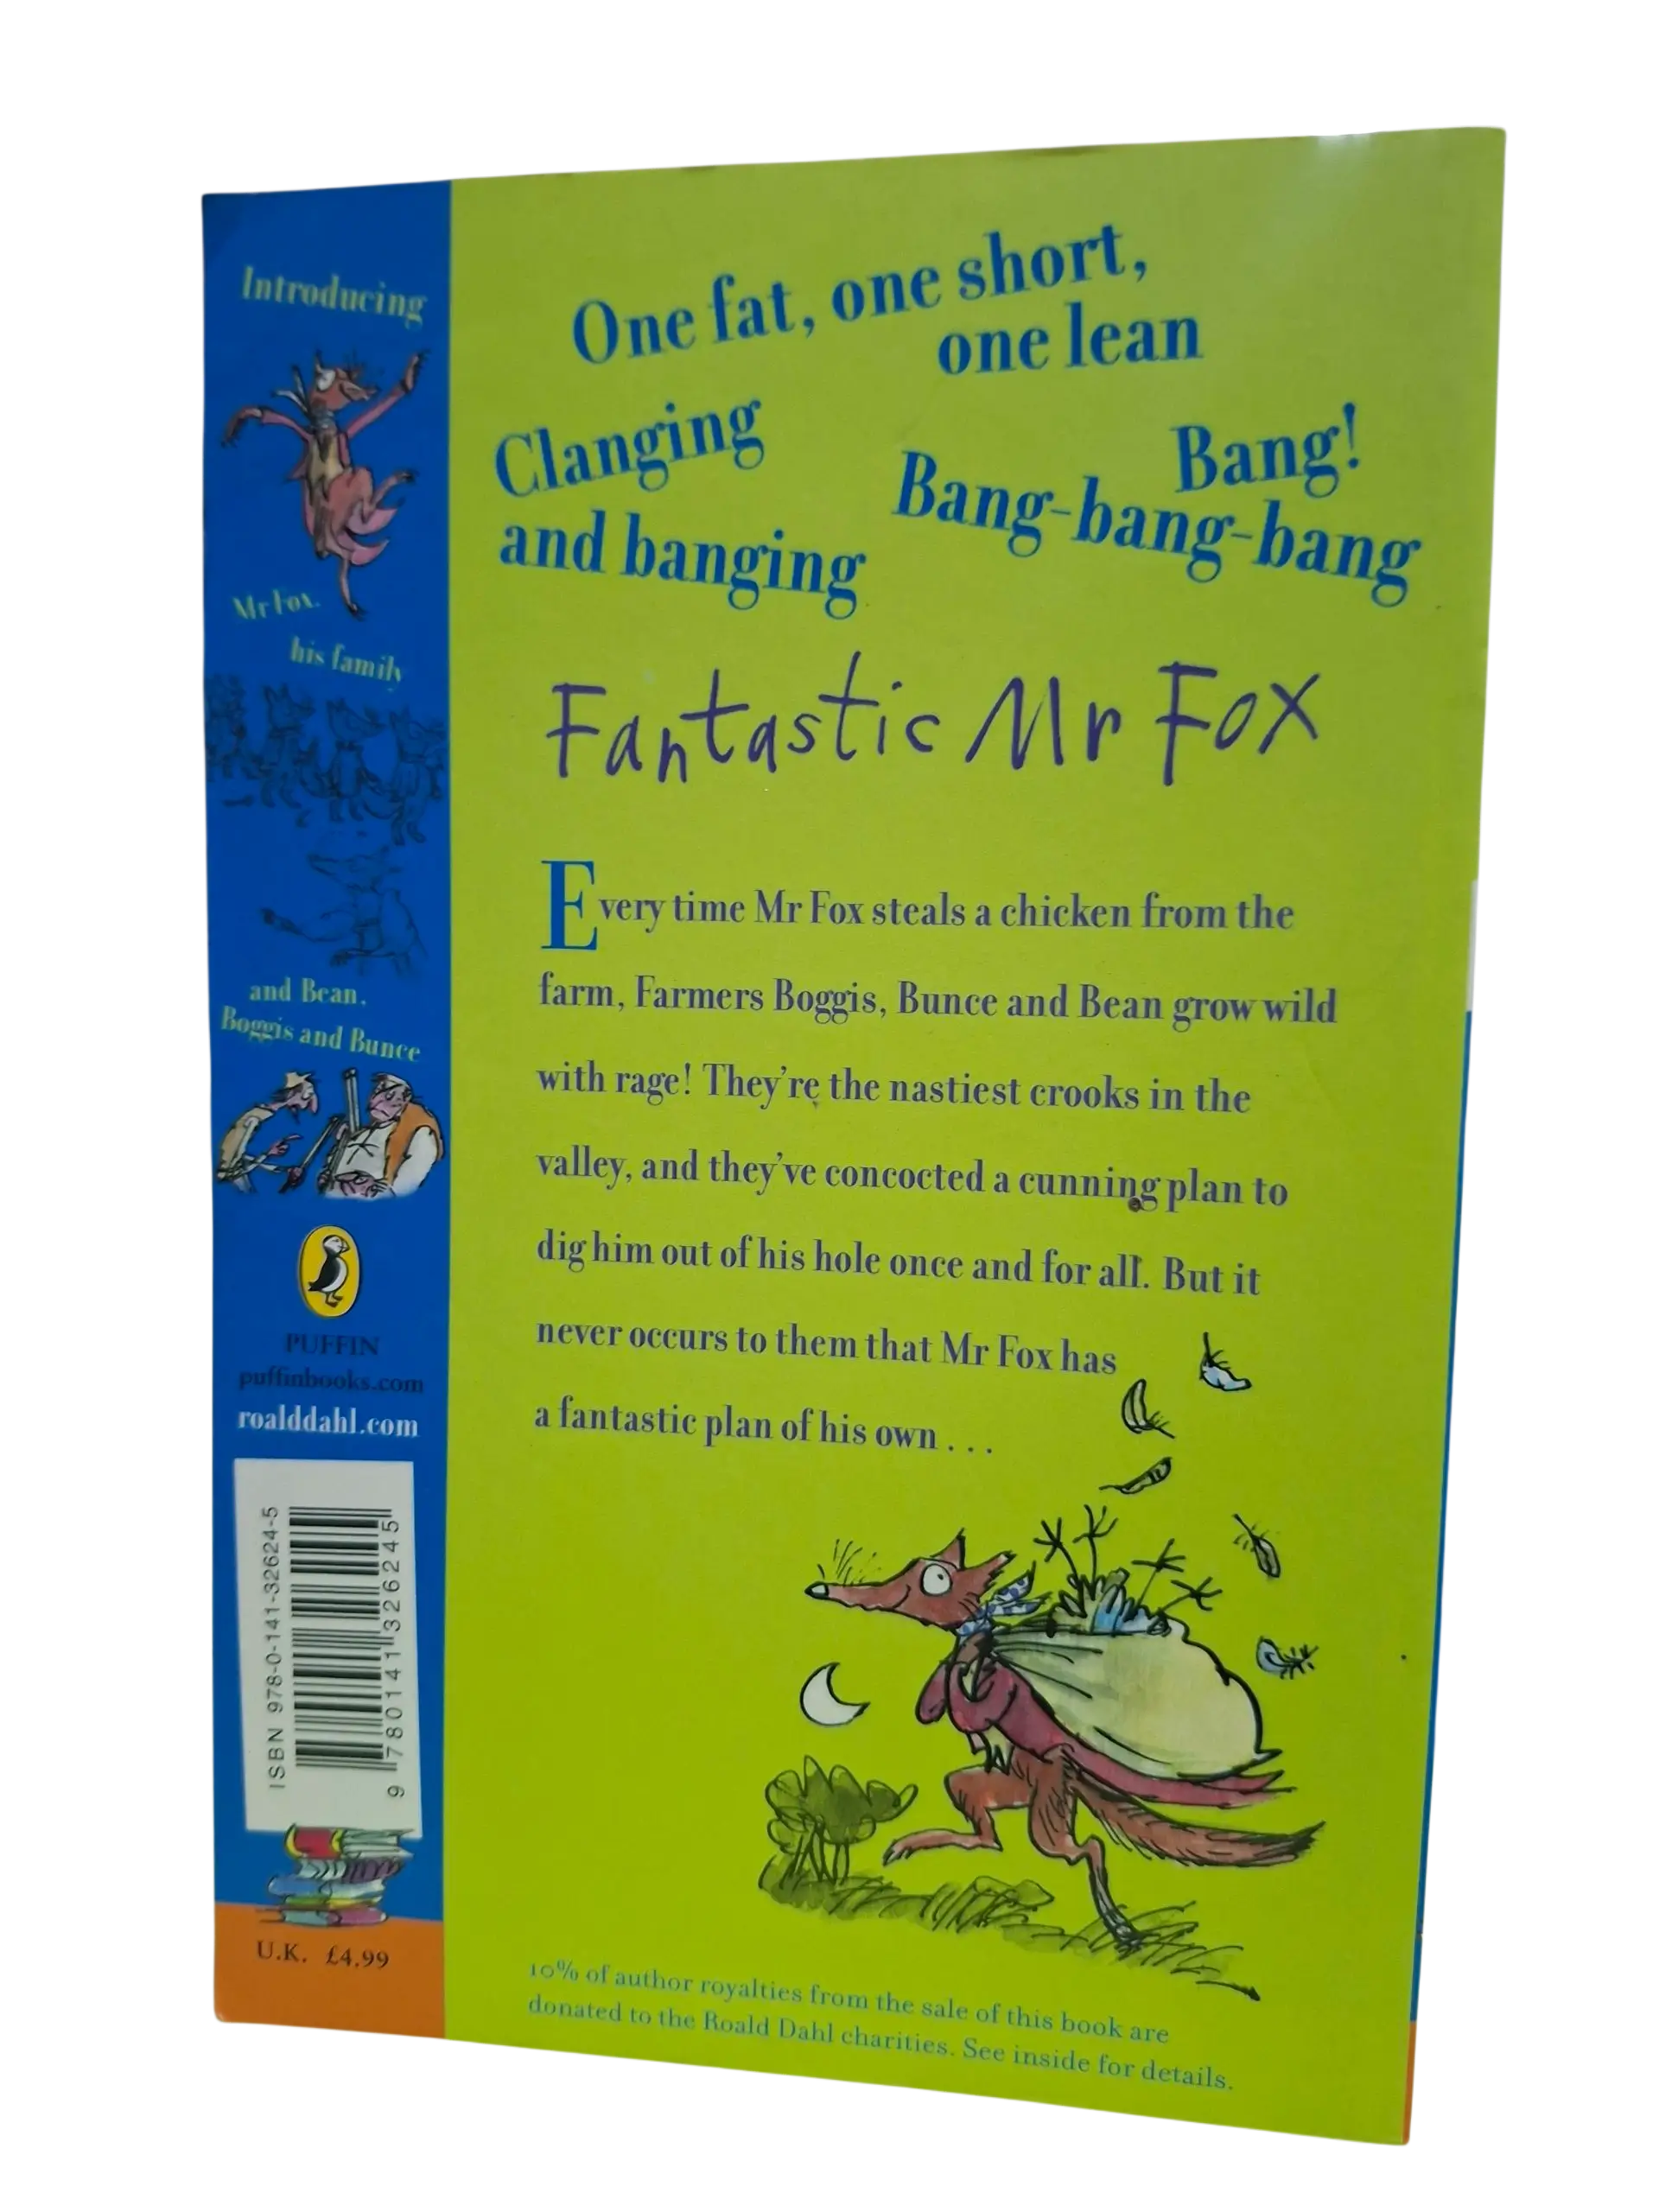 Introducing
Mr Fox,
his family
and Bean,
Boggis and Bunce
PUFFIN
puffinbooks.com
roalddahl.com
ISBN 978-0-141-32624-5
9 780141 326245
U.K. £4.99
One fat, one short,
one lean
Clanging
and banging
Bang!
Bang-bang-bang
Fantastic Mr Fox
Every time Mr Fox steals a chicken from the
farm, Farmers Boggis, Bunce and Bean grow wild
with rage! They're the nastiest crooks in the
valley, and they've concocted a cunning plan to
dig him out of his hole once and for all. But it
never occurs to them that Mr Fox has
a fantastic plan of his own . . .
10% of author royalties from the sale of this book are
donated to the Roald Dahl charities. See inside for details.